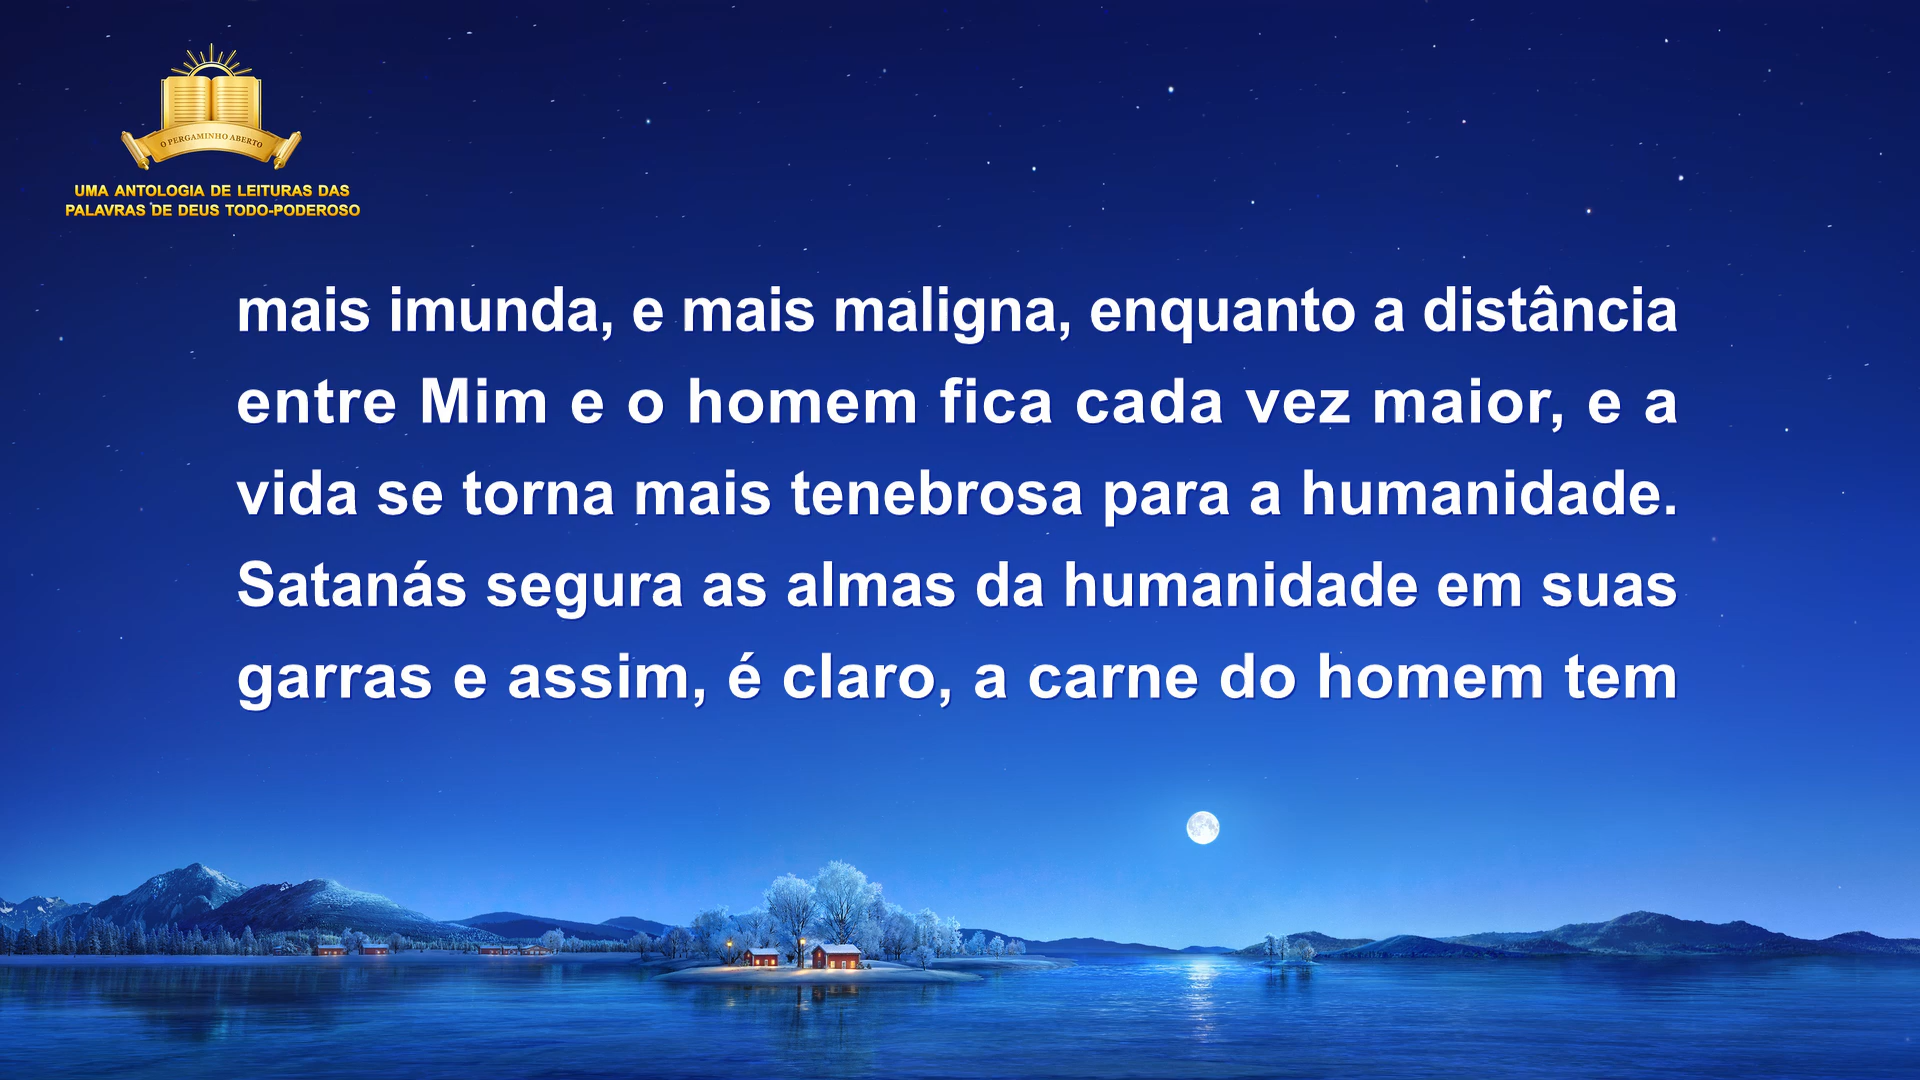 O PERGAMINHO ABERTO
UMA ANTOLOGIA DE LEITURAS DAS
PALAVRAS DE DEUS TODO-PODEROSO
mais imunda, e mais maligna, enquanto a distância
entre Mim e o homem fica cada vez maior, e a
vida se torna mais tenebrosa para a humanidade.
Satanás segura as almas da humanidade em suas
garras e assim, é claro, a carne do homem tem